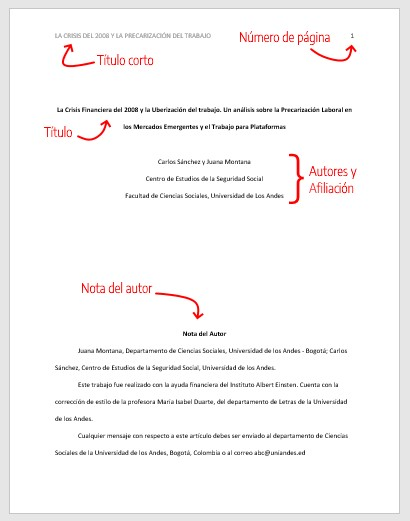 LA CRISIS DEL 2008 Y LA PRECARIZACIÓN DEL TRABAJO
Número de página
1
Título corto
La Crisis Financiera del 2008 y la Uberización del trabajo. Un análisis sobre la Precarización Laboral en
los Mercados Emergentes y el Trabajo para Plataformas
Título
Carlos Sánchez y Juana Montana
Centro de Estudios de la Seguridad Social
Facultad de Ciencias Sociales, Universidad de Los Andes
Autores y
Afiliación
Nota del autor
Nota del Autor
Juana Montana, Departamento de Ciencias Sociales, Universidad de los Andes - Bogotá; Carlos
Sánchez, Centro de Estudios de la Seguridad Social, Universidad de los Andes.
Este trabajo fue realizado con la ayuda financiera del Instituto Albert Einsten. Cuenta con la
corrección de estilo de la profesora María Isabel Duarte, del departamento de Letras de la Universidad
de los Andes.
Cualquier mensaje con respecto a este artículo debes ser enviado al departamento de Ciencias
Sociales de la Universidad de los Andes, Bogotá, Colombia o al correo abc@uniandes.ed